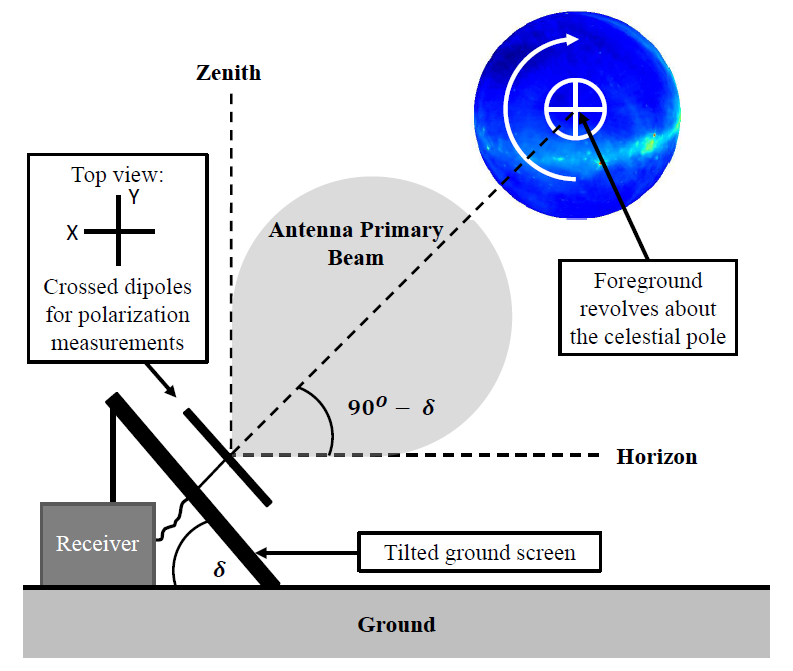 Zenith
Top view:
Y
X
Crossed dipoles
for polarization
measurements
Antenna Primary
Beam
Foreground
revolves about
the celestial pole
90⁰ − δ
Horizon
Receiver
δ
Tilted ground screen
Ground